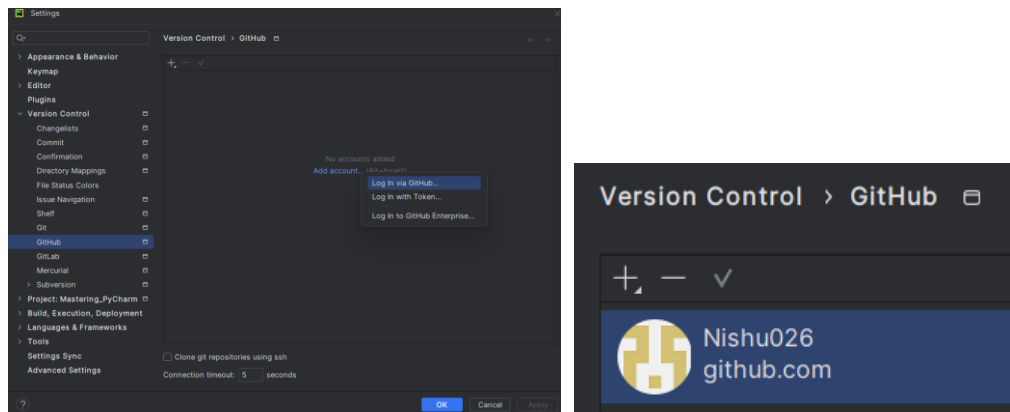 Settings
Version Control › GitHub
Appearance & Behavior
Keymap
Editor
Plugins
Version Control
Changelists
Commit
Confirmation
Directory Mappings
File Status Colors
Issue Navigation
Shelf
Git
GitHub
GitLab
Mercurial
Subversion
Project: Mastering_PyCharm
Build, Execution, Deployment
Languages & Frameworks
Tools
Settings Sync
Advanced Settings
No accounts added
Add account... (Alt+Insert)
Log In via GitHub...
Log In with Token...
Log In to GitHub Enterprise...
Clone git repositories using ssh
Connection timeout: 5 seconds
?
OK Cancel Apply
Version Control › GitHub
Nishu026
github.com